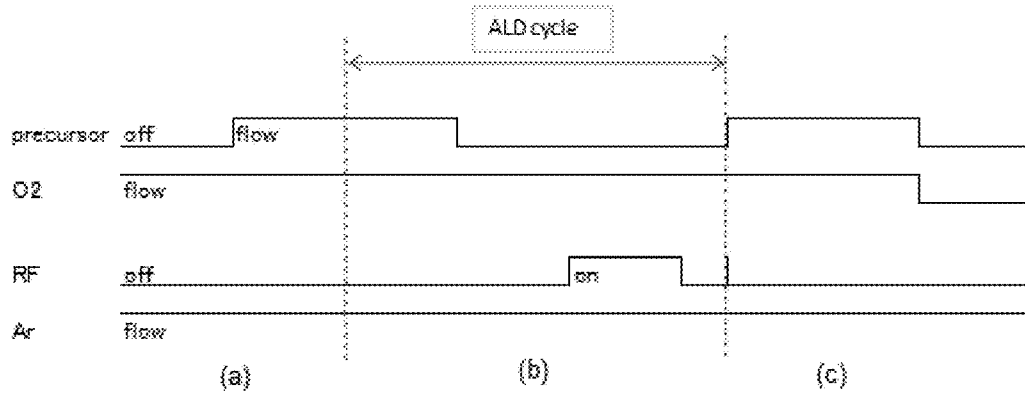 ALD cycle
precursor off flow
O2 flow
RF off on
Ar flow
(a) (b) (c)